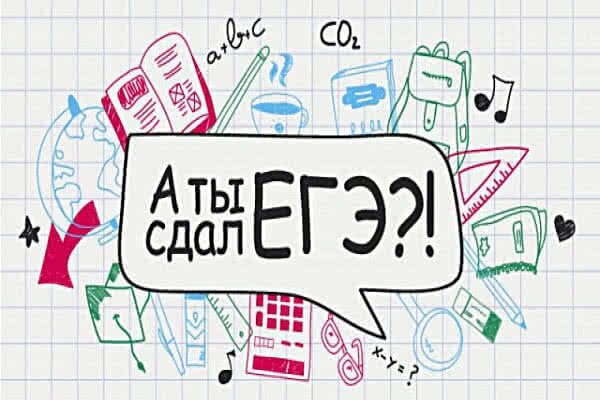 a+b+c
CO₂
А ты
сдал ЕГЭ?!
x-y=?